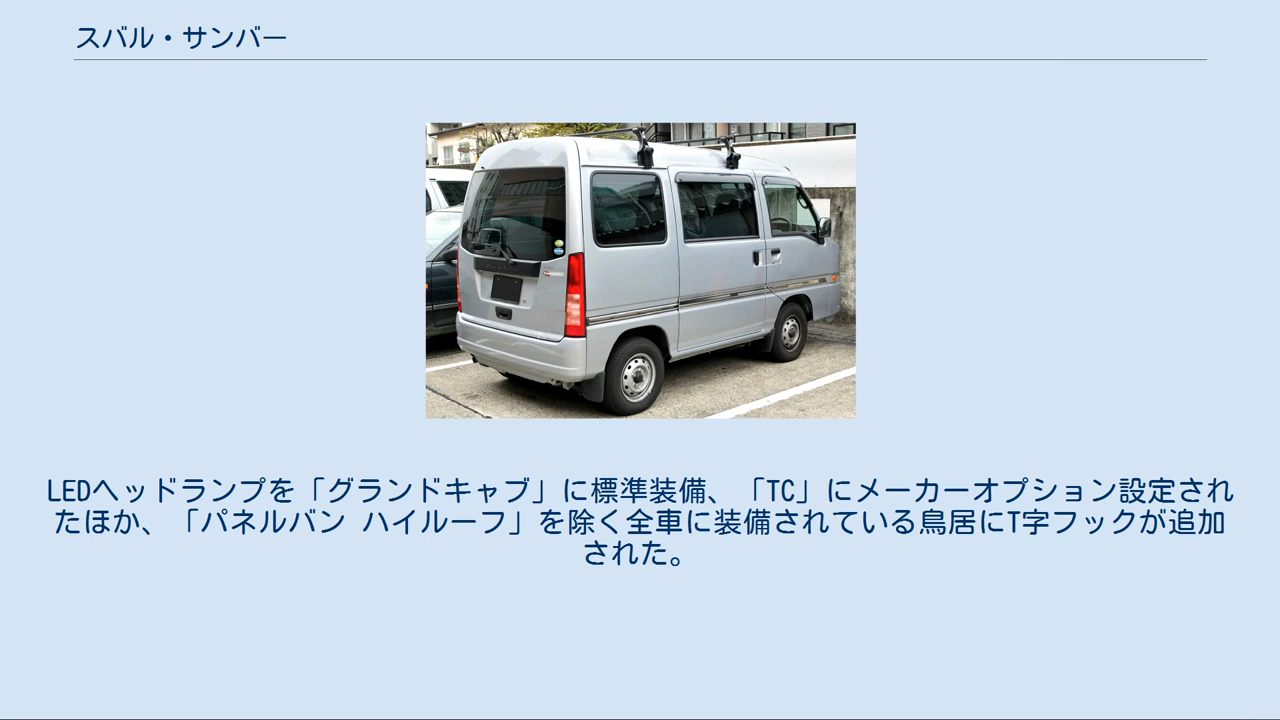 スバル・サンバー
LEDヘッドランプを「グランドキャブ」に標準装備、「TC」にメーカーオプション設定され
たほか、「パネルバン ハイルーフ」を除く全車に装備されている鳥居にT字フックが追加
された。